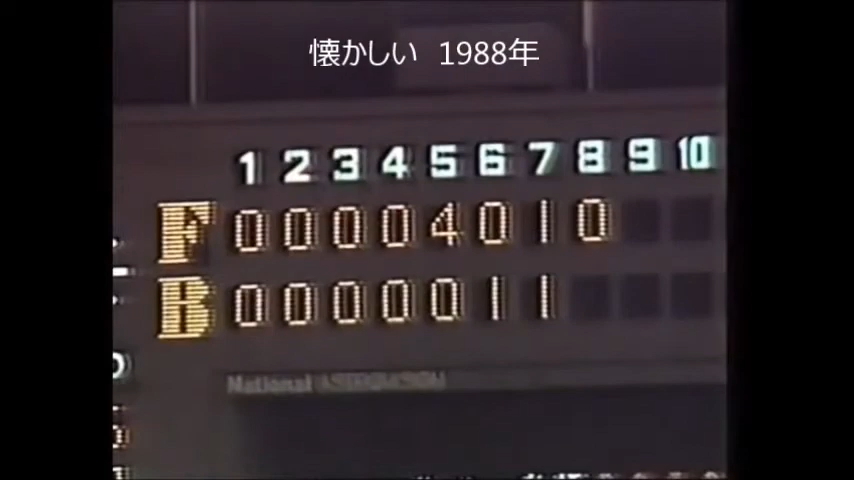 懐かしい 1988年
1 2 3 4 5 6 7 8 9 10
F 0 0 0 0 4 0 1 0
B 0 0 0 0 0 1 1
National ASTROVISION